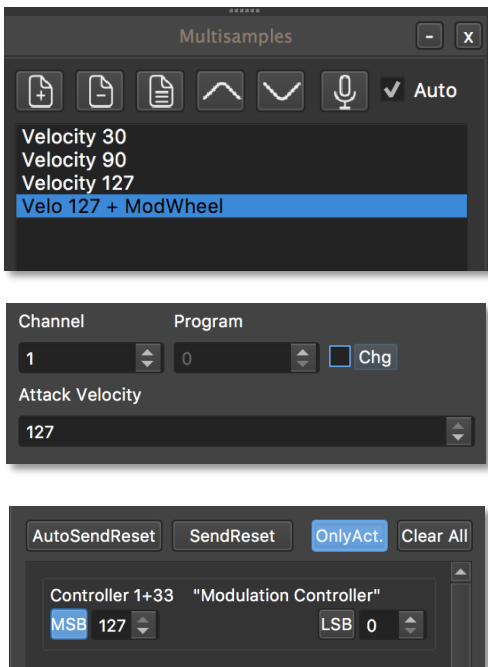 Multisamples - x
Auto
Velocity 30
Velocity 90
Velocity 127
Velo 127 + ModWheel
Channel Program
1 0 Chg
Attack Velocity
127
AutoSendReset SendReset OnlyAct. Clear All
Controller 1+33 "Modulation Controller"
MSB 127 LSB 0